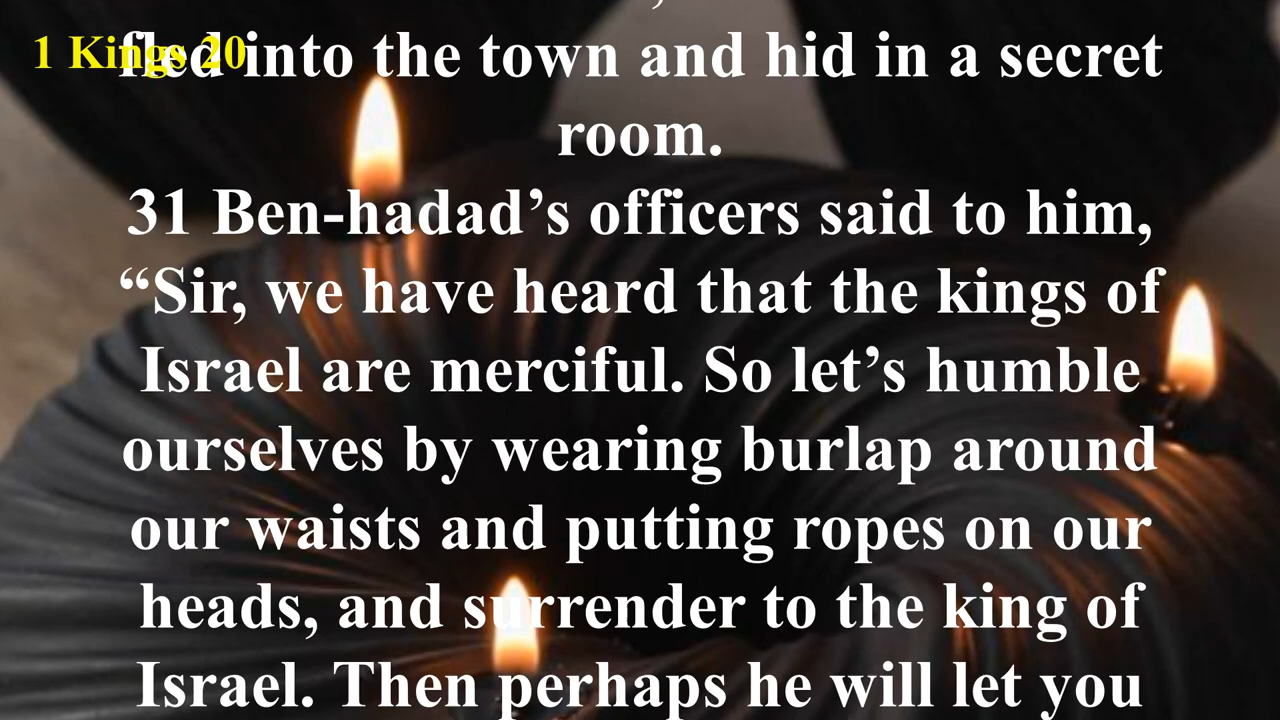 1 Kings 20
fled into the town and hid in a secret
room.
31 Ben-hadad’s officers said to him,
“Sir, we have heard that the kings of
Israel are merciful. So let’s humble
ourselves by wearing burlap around
our waists and putting ropes on our
heads, and surrender to the king of
Israel. Then perhaps he will let you